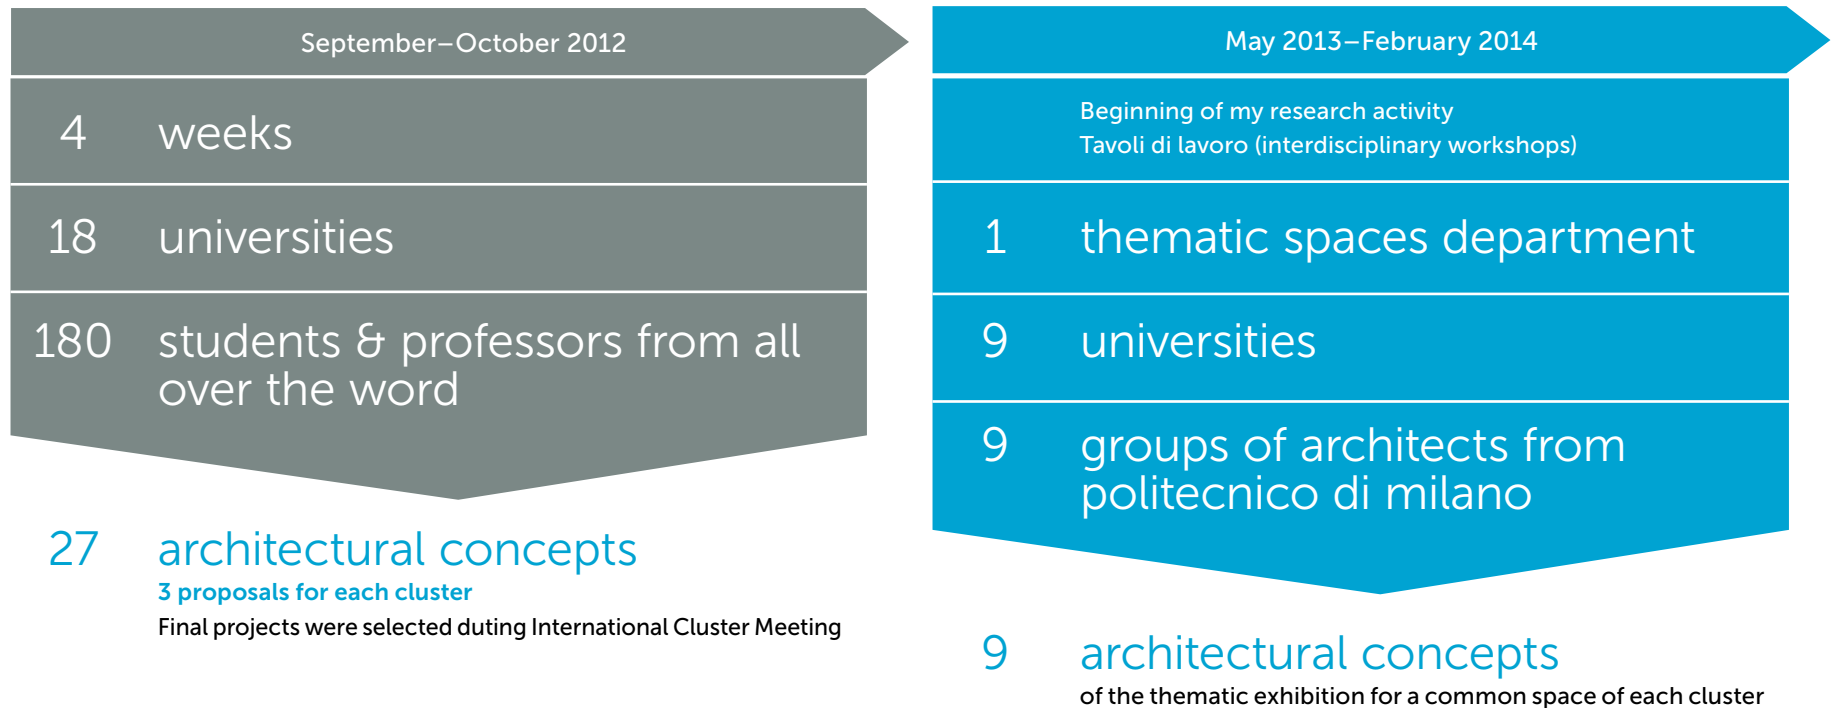 September–October 2012
4 weeks
18 universities
180 students & professors from all
over the word
27 architectural concepts
3 proposals for each cluster
Final projects were selected duting International Cluster Meeting
May 2013–February 2014
Beginning of my research activity
Tavoli di lavoro (interdisciplinary workshops)
1 thematic spaces department
9 universities
9 groups of architects from
politecnico di milano
9 architectural concepts
of the thematic exhibition for a common space of each cluster